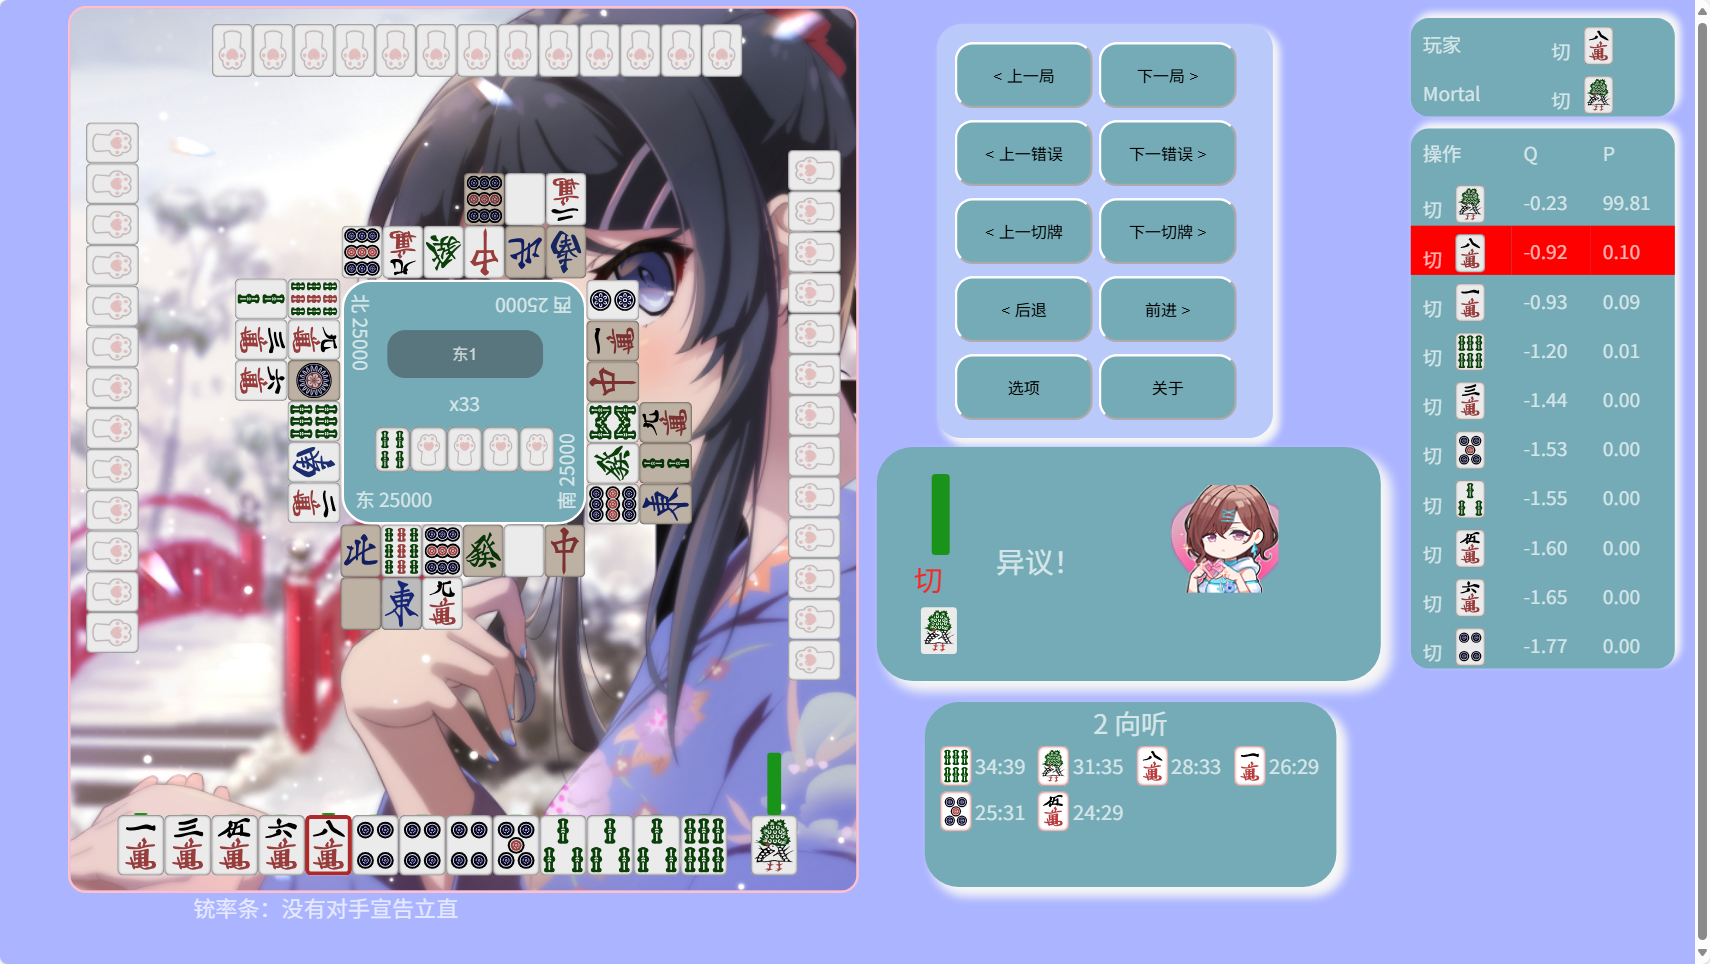 北 25000
西 25000
东1
x33
东 25000
南 25000
铳率条：没有对手宣告立直
< 上一局
下一局 >
< 上一错误
下一错误 >
< 上一切牌
下一切牌 >
< 后退
前进 >
选项
关于
切
异议！
2 向听
34:39
31:35
28:33
26:29
25:31
24:29
玩家 切
Mortal 切
操作 Q P
切 -0.23 99.81
切 -0.92 0.10
切 -0.93 0.09
切 -1.20 0.01
切 -1.44 0.00
切 -1.53 0.00
切 -1.55 0.00
切 -1.60 0.00
切 -1.65 0.00
切 -1.77 0.00